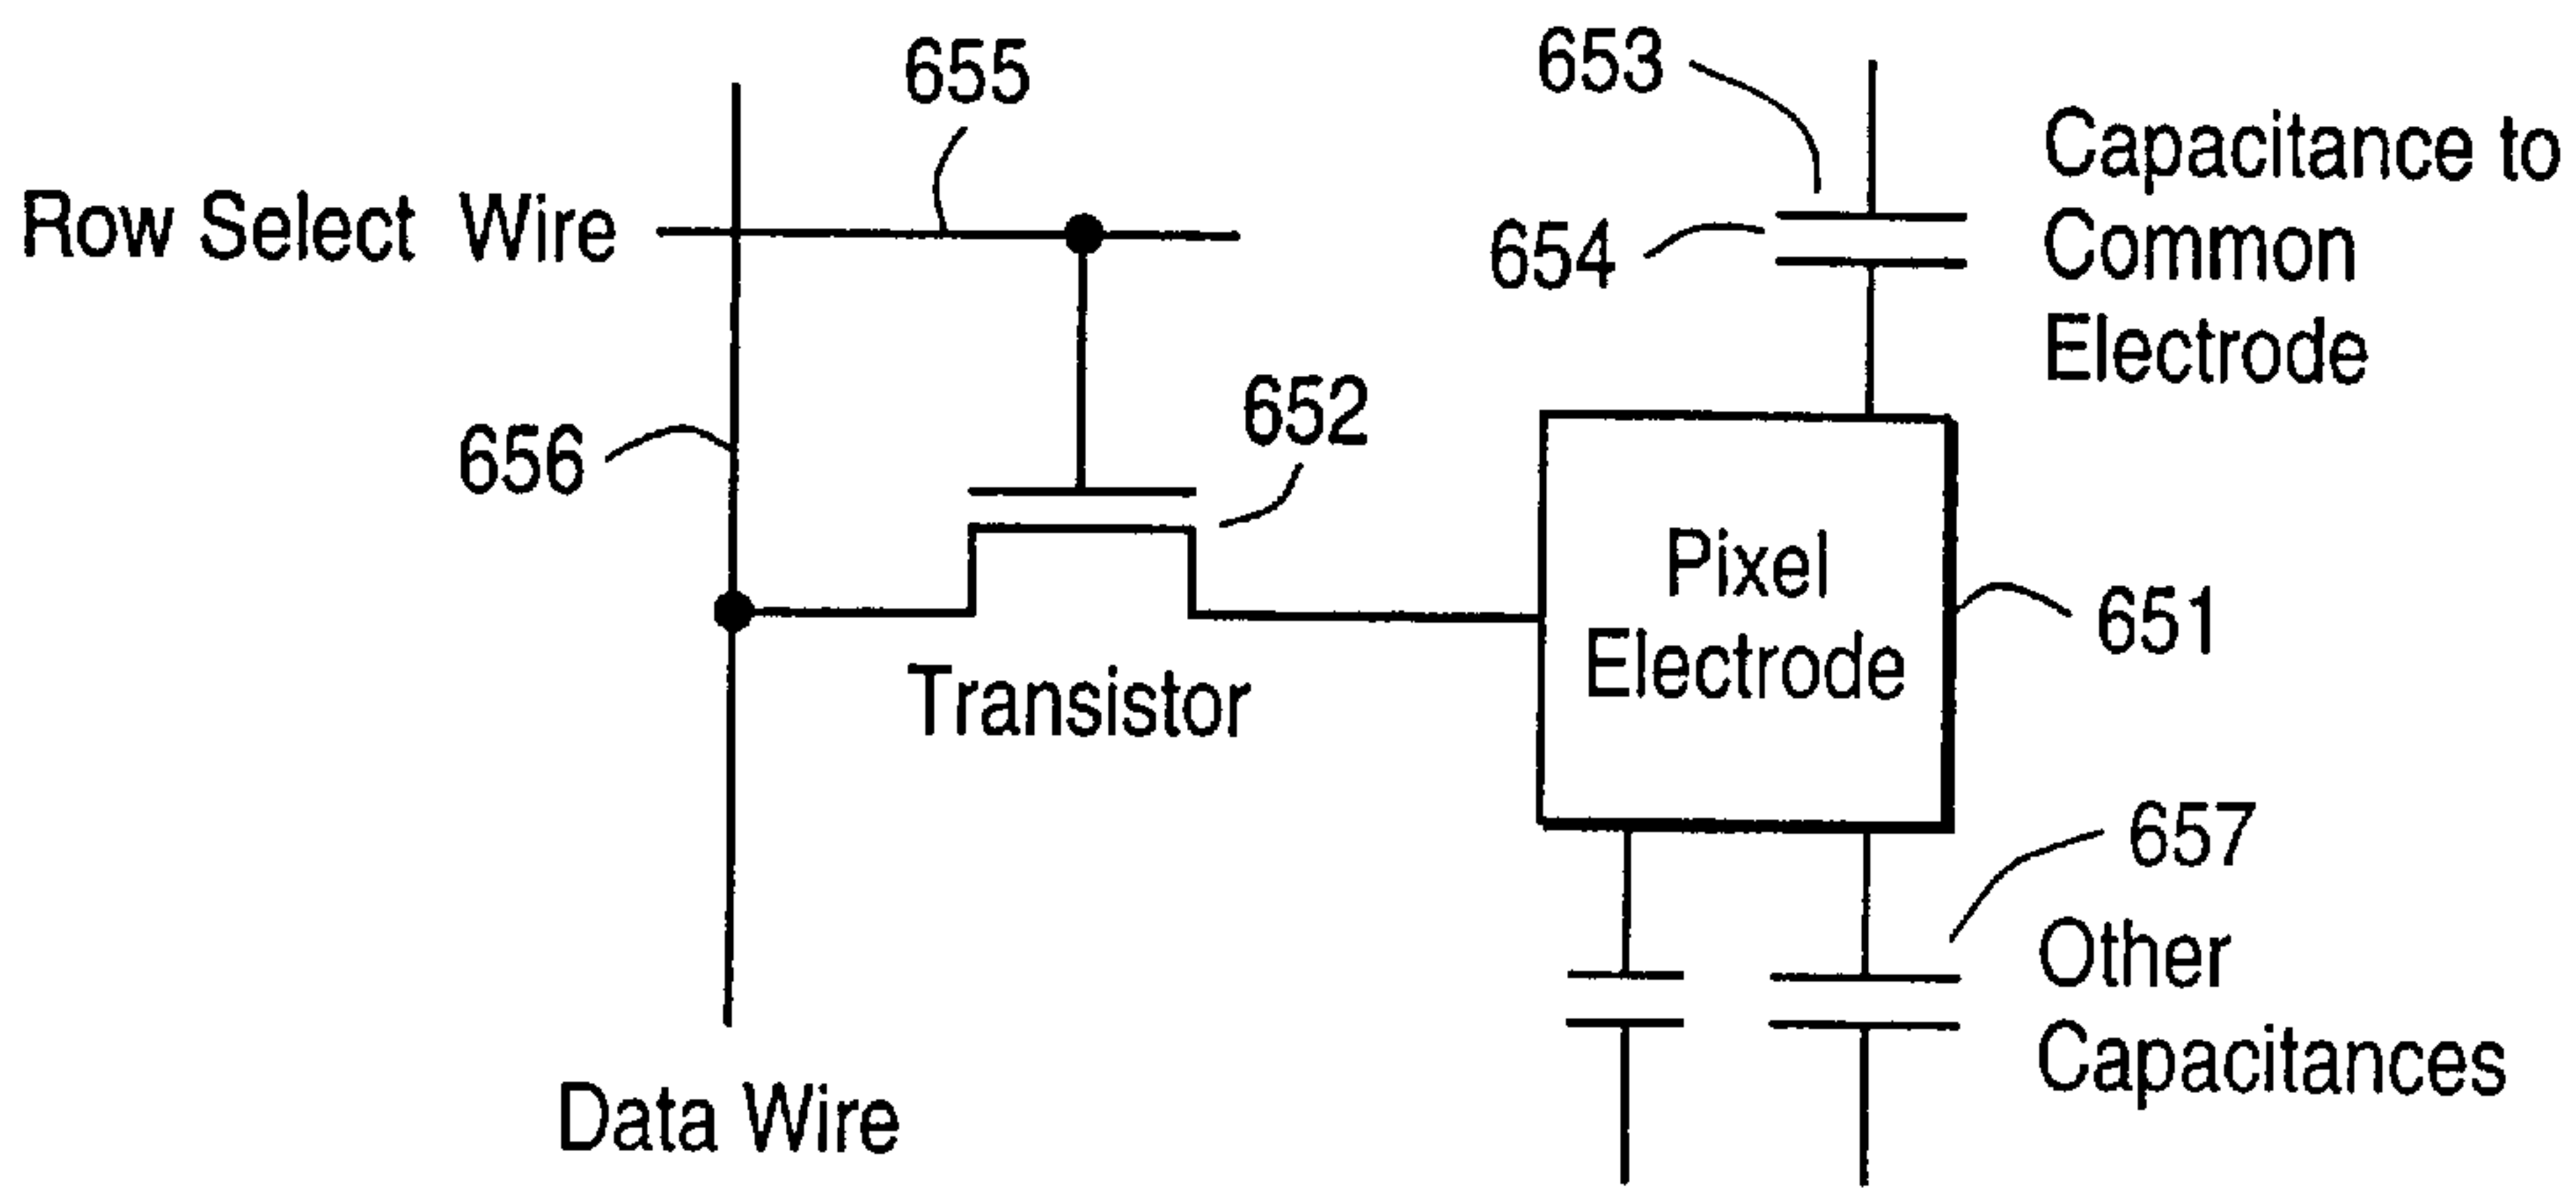 655
653
Row Select Wire
654
Capacitance to
Common
Electrode
656
652
Pixel
Electrode
651
Transistor
657
Other
Capacitances
Data Wire